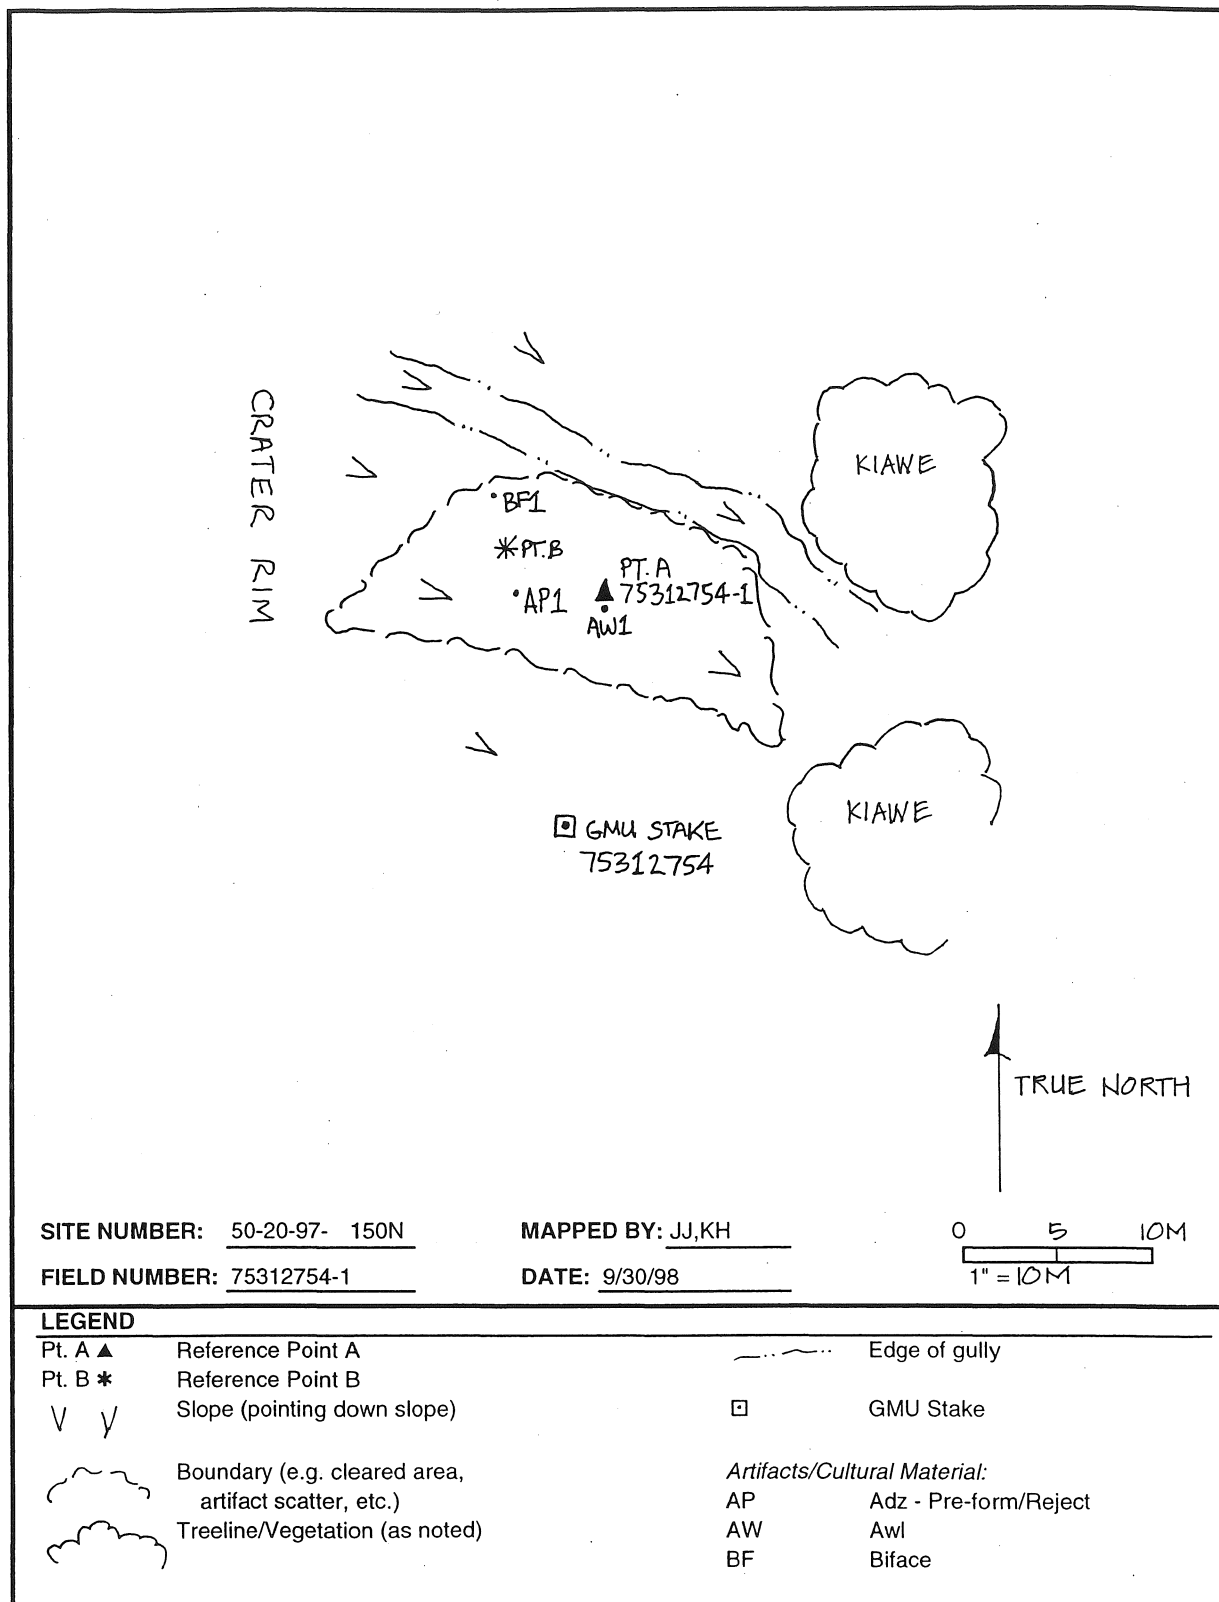 CRATER RIM
KIAWE
BF1
PT.B
PT. A
75312754-1
AP1
AW1
KIAWE
GMU STAKE
75312754
TRUE NORTH
SITE NUMBER: 50-20-97- 150N
MAPPED BY: JJ,KH
0 5 10M
FIELD NUMBER: 75312754-1
DATE: 9/30/98
1" = 10M
LEGEND
Pt. A ▲ Reference Point A
Edge of gully
Pt. B * Reference Point B
Slope (pointing down slope)
GMU Stake
Boundary (e.g. cleared area,
artifact scatter, etc.)
Treeline/Vegetation (as noted)
Artifacts/Cultural Material:
AP Adz - Pre-form/Reject
AW Awl
BF Biface